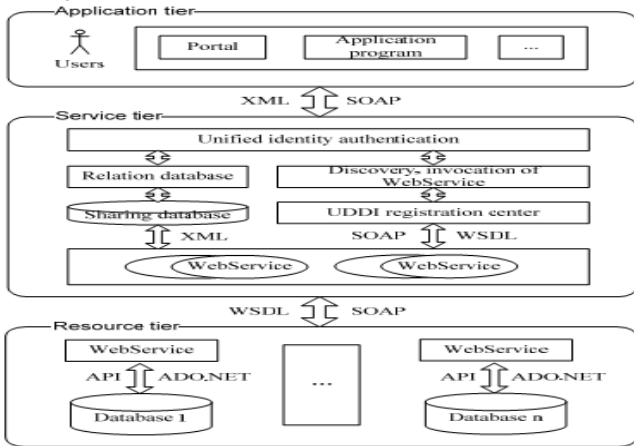 Application tier
Portal
Application
program
...
Users
XML SOAP
Service tier
Unified identity authentication
Relation database
Discovery, invocation of
WebService
Sharing database
UDDI registration center
XML
SOAP WSDL
WebService
WebService
WSDL SOAP
Resource tier
WebService
...
WebService
API ADO.NET
API ADO.NET
Database 1
Database n